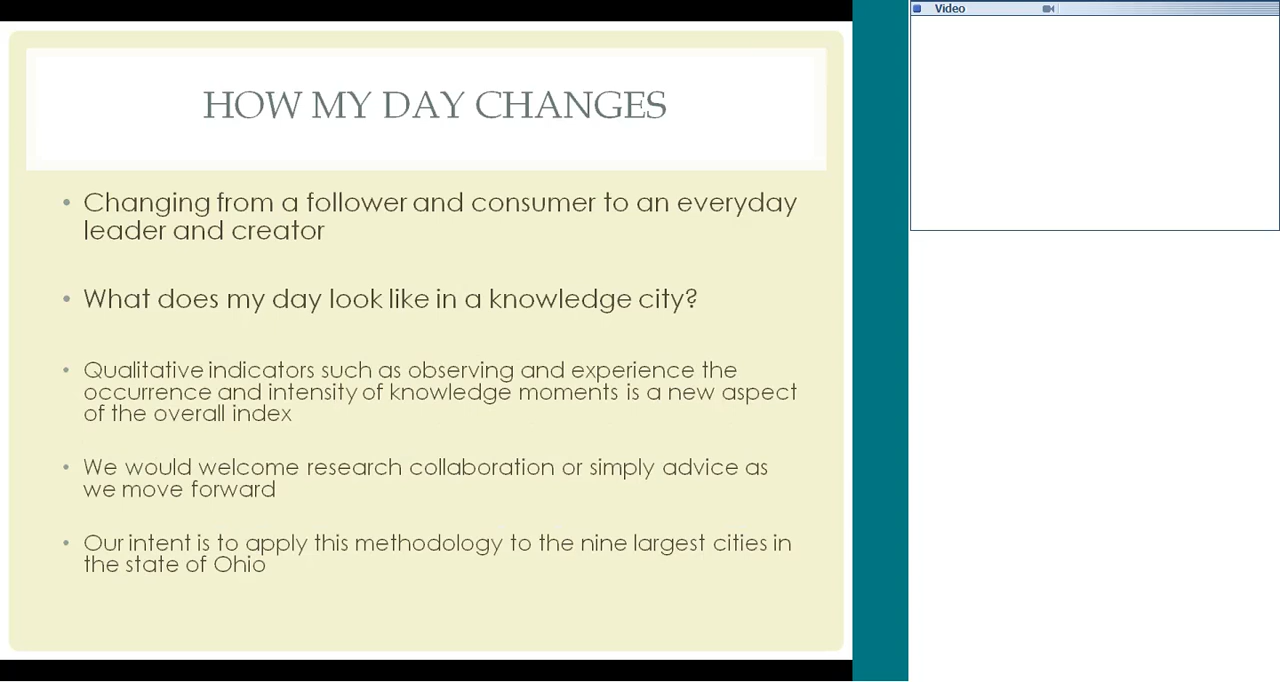 Video
HOW MY DAY CHANGES
• Changing from a follower and consumer to an everyday
leader and creator
• What does my day look like in a knowledge city?
• Qualitative indicators such as observing and experience the
occurrence and intensity of knowledge moments is a new aspect
of the overall index
• We would welcome research collaboration or simply advice as
we move forward
• Our intent is to apply this methodology to the nine largest cities in
the state of Ohio